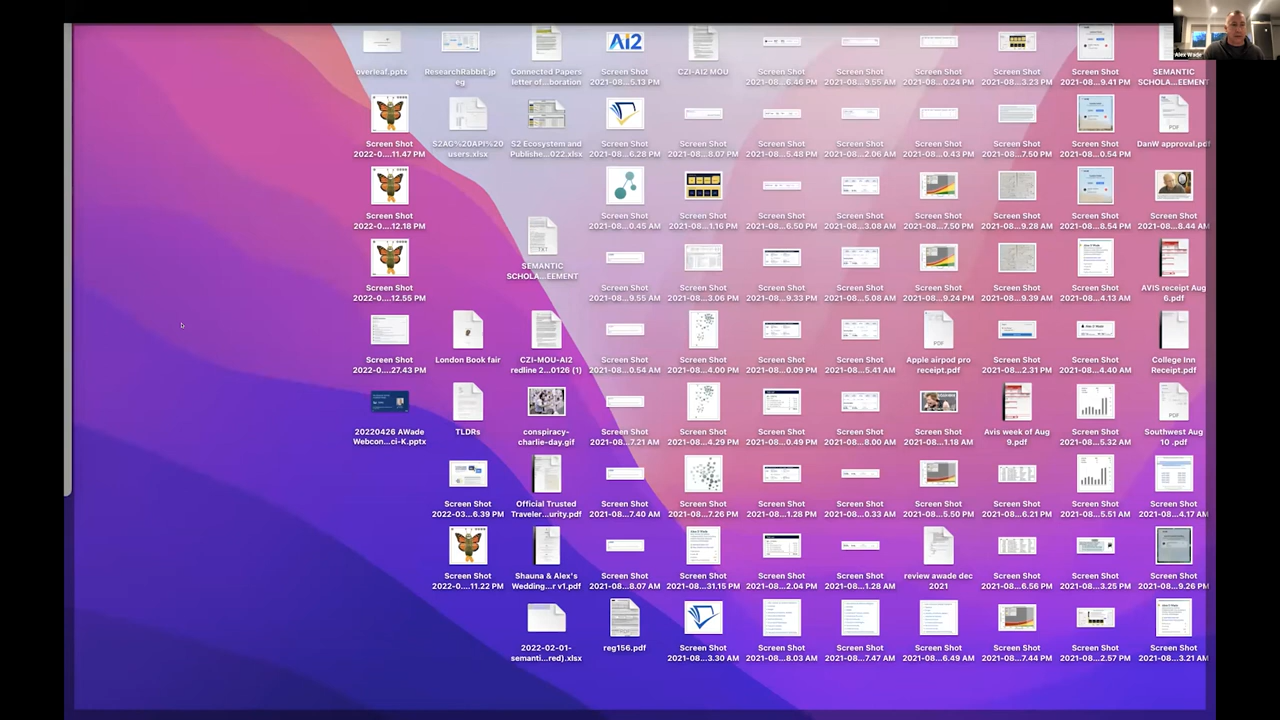 Alex Wade
overleaf.pptx
ResearchRabbit.jp
eg
Connected Papers
letter of...boration
Ai2
Screen Shot
2021-08...5.13 PM
CZI-AI2 MOU
Screen Shot
2021-08...6.46 PM
Screen Shot
2021-08...9.55 AM
Screen Shot
2021-08...0.24 PM
Screen Shot
2021-08...3.23 PM
Screen Shot
2021-08...9.41 PM
SEMANTIC
SCHOLA...EEMENT
Screen Shot
2022-0....11.47 PM
S2AG%20API%20
users.xlsx
S2 Ecosystem and
Publishe...022.xlsx
Screen Shot
2021-08...6.28 PM
Screen Shot
2021-08...8.07 PM
Screen Shot
2021-08...5.48 PM
Screen Shot
2021-08...2.06 AM
Screen Shot
2021-08...0.43 PM
Screen Shot
2021-08...7.50 PM
Screen Shot
2021-08...0.54 PM
PDF
DanW approval.pdf
Screen Shot
2022-0....12.18 PM
Screen Shot
2021-08...0.45 AM
Screen Shot
2021-08...1.16 PM
Screen Shot
2021-08...6.50 PM
Screen Shot
2021-08...3.08 AM
Screen Shot
2021-08...7.50 PM
Screen Shot
2021-08...9.28 AM
Screen Shot
2021-08...8.54 PM
Screen Shot
2021-08...8.44 AM
Screen Shot
2022-0....12.55 PM
TXT
SEMANTIC
SCHOLA...EEMENT
Screen Shot
2021-08...9.55 AM
Screen Shot
2021-08...3.06 PM
Screen Shot
2021-08...9.33 PM
Screen Shot
2021-08...5.08 AM
Screen Shot
2021-08...9.24 PM
Screen Shot
2021-08...9.39 AM
Screen Shot
2021-08...4.13 AM
AVIS receipt Aug
6.pdf
Screen Shot
2022-0...27.43 PM
London Book fair
CZI-MOU-AI2
redline 2...0126 (1)
Screen Shot
2021-08...0.54 AM
Screen Shot
2021-08...4.00 PM
Screen Shot
2021-08...0.09 PM
Screen Shot
2021-08...5.41 AM
PDF
Apple airpod pro
receipt.pdf
Screen Shot
2021-08...2.31 PM
Screen Shot
2021-08...4.40 AM
College Inn
Receipt.pdf
20220426 AWade
Webcon...ci-K.pptx
TLDRs
conspiracy-
charlie-day.gif
Screen Shot
2021-08...7.21 AM
Screen Shot
2021-08...4.29 PM
Screen Shot
2021-08...0.49 PM
Screen Shot
2021-08...8.00 AM
Screen Shot
2021-08...1.18 AM
Avis week of Aug
9.pdf
Screen Shot
2021-08...5.32 AM
PDF
Southwest Aug
10 .pdf
Screen Shot
2022-03...6.39 PM
Official Trusted
Traveler...urity.pdf
Screen Shot
2021-08...7.40 AM
Screen Shot
2021-08...7.26 PM
Screen Shot
2021-08...1.28 PM
Screen Shot
2021-08...0.33 AM
Screen Shot
2021-08...5.50 PM
Screen Shot
2021-08...6.21 PM
Screen Shot
2021-08...5.51 AM
Screen Shot
2021-08...4.17 AM
Screen Shot
2022-0....11.22 PM
Shauna & Alex's
Wedding...r v1.pdf
Screen Shot
2021-08...8.07 AM
Screen Shot
2021-08...31.15 PM
Screen Shot
2021-08...2.04 PM
Screen Shot
2021-08...1.28 AM
review awade dec
2021
Screen Shot
2021-08...6.56 PM
Screen Shot
2021-08...3.25 PM
Screen Shot
2021-08...9.26 PM
2022-02-01-
semanti...red).xlsx
reg156.pdf
Screen Shot
2021-08...3.30 AM
Screen Shot
2021-08...8.03 AM
Screen Shot
2021-08...7.47 AM
Screen Shot
2021-08...6.49 AM
Screen Shot
2021-08...7.44 PM
Screen Shot
2021-08...2.57 PM
Screen Shot
2021-08...3.21 AM